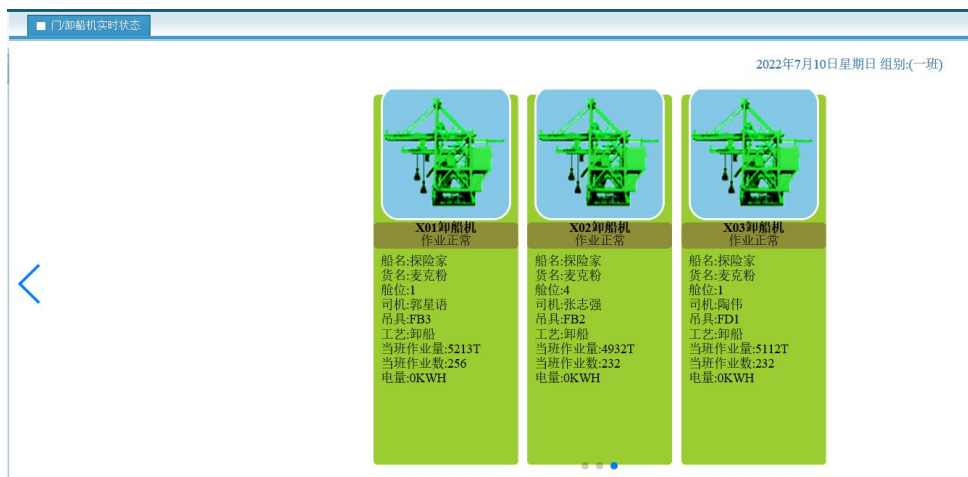 门/卸船机实时状态
2022年7月10日星期日 组别:(一班)
X01卸船机
作业正常
船名:探险家
货名:麦克粉
舱位:1
司机:郭星语
吊具:FB3
工艺:卸船
当班作业量:5213T
当班作业数:256
电量:0KWH
X02卸船机
作业正常
船名:探险家
货名:麦克粉
舱位:4
司机:张志强
吊具:FB2
工艺:卸船
当班作业量:4932T
当班作业数:232
电量:0KWH
X03卸船机
作业正常
船名:探险家
货名:麦克粉
舱位:1
司机:陶伟
吊具:FD1
工艺:卸船
当班作业量:5112T
当班作业数:232
电量:0KWH